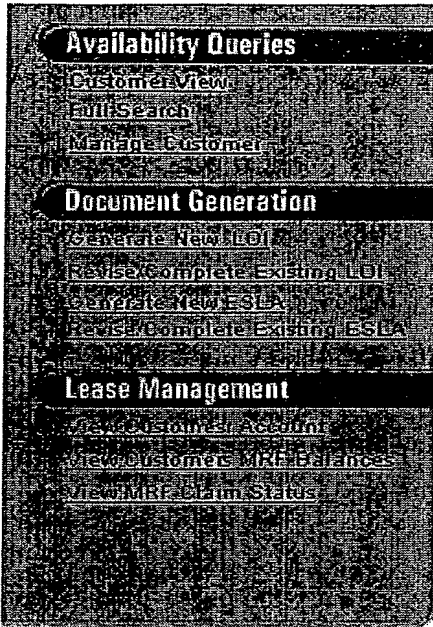 Availability Queries
Customer View
Full Search
Manage Customer
Document Generation
Generate New LOI
Revise/Complete Existing LOI
Generate New ESLA
Revise/Complete Existing ESLA
Lease Management
View Customer Account
View Customers MRF Balances
View MRF Claim Status